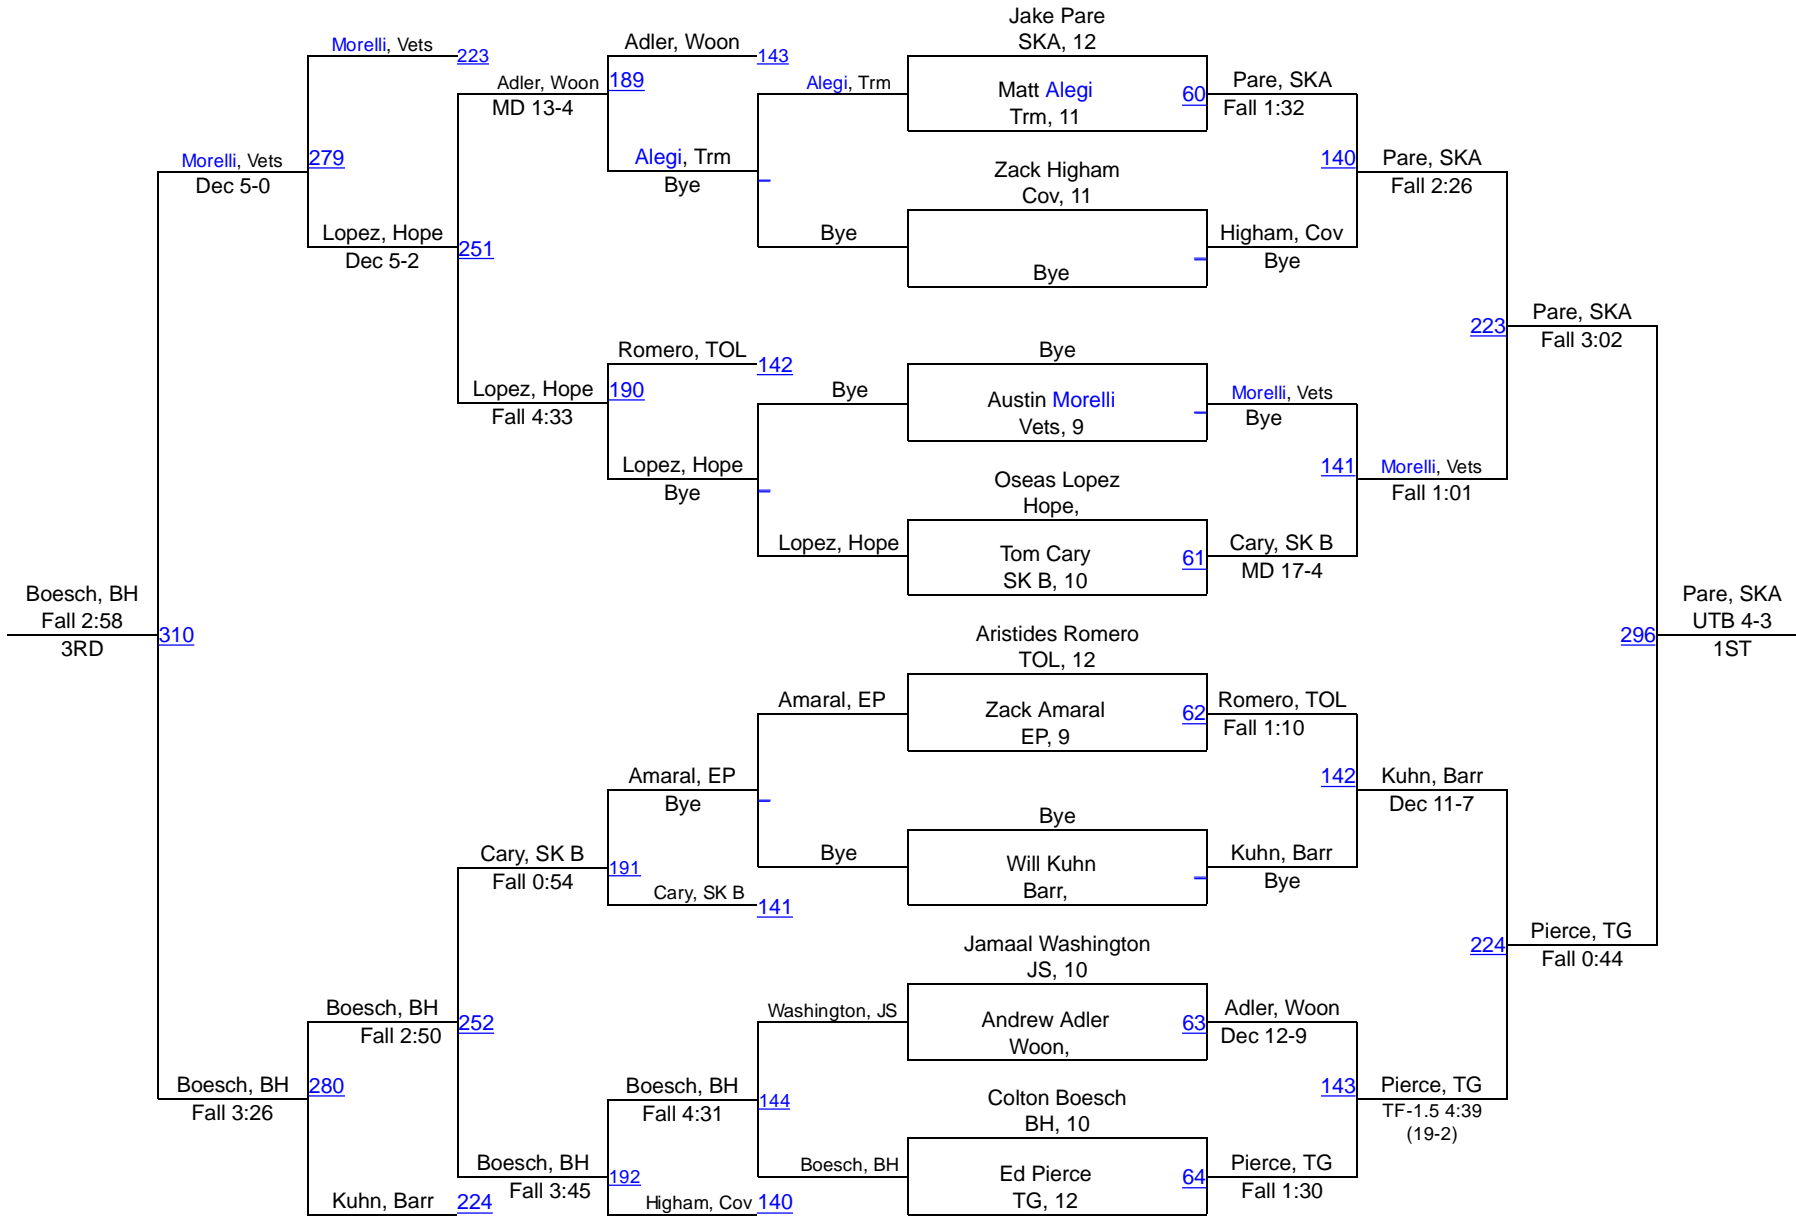 Jake Pare
SKA, 12
Morelli, Vets
223
Adler, Woon
143
Adler, Woon
189
MD 13-4
Alegi, Trm
Matt Alegi
Trm, 11
60
Pare, SKA
Fall 1:32
Morelli, Vets
279
Dec 5-0
Alegi, Trm
Bye
Zack Higham
Cov, 11
140
Pare, SKA
Fall 2:26
Lopez, Hope
251
Dec 5-2
Bye
Bye
Higham, Cov
Bye
Pare, SKA
223
Fall 3:02
Romero, TOL
142
Bye
Lopez, Hope
190
Fall 4:33
Bye
Austin Morelli
Vets, 9
Morelli, Vets
Bye
Lopez, Hope
Bye
Oseas Lopez
Hope,
141
Morelli, Vets
Fall 1:01
Lopez, Hope
Tom Cary
SK B, 10
61
Cary, SK B
MD 17-4
Boesch, BH
Fall 2:58
310
3RD
Pare, SKA
UTB 4-3
296
1ST
Aristides Romero
TOL, 12
Amaral, EP
Zack Amaral
EP, 9
62
Romero, TOL
Fall 1:10
Amaral, EP
Bye
142
Kuhn, Barr
Dec 11-7
Bye
Cary, SK B
191
Fall 0:54
Bye
Will Kuhn
Barr,
Kuhn, Barr
Bye
Cary, SK B
141
Jamaal Washington
JS, 10
Pierce, TG
224
Fall 0:44
Boesch, BH
252
Fall 2:50
Washington, JS
Andrew Adler
Woon,
63
Adler, Woon
Dec 12-9
Boesch, BH
280
Fall 3:26
Boesch, BH
144
Fall 4:31
Colton Boesch
BH, 10
143
Pierce, TG
TF-1.5 4:39
(19-2)
Boesch, BH
192
Fall 3:45
Boesch, BH
Ed Pierce
TG, 12
64
Pierce, TG
Fall 1:30
Kuhn, Barr
224
Higham, Cov
140